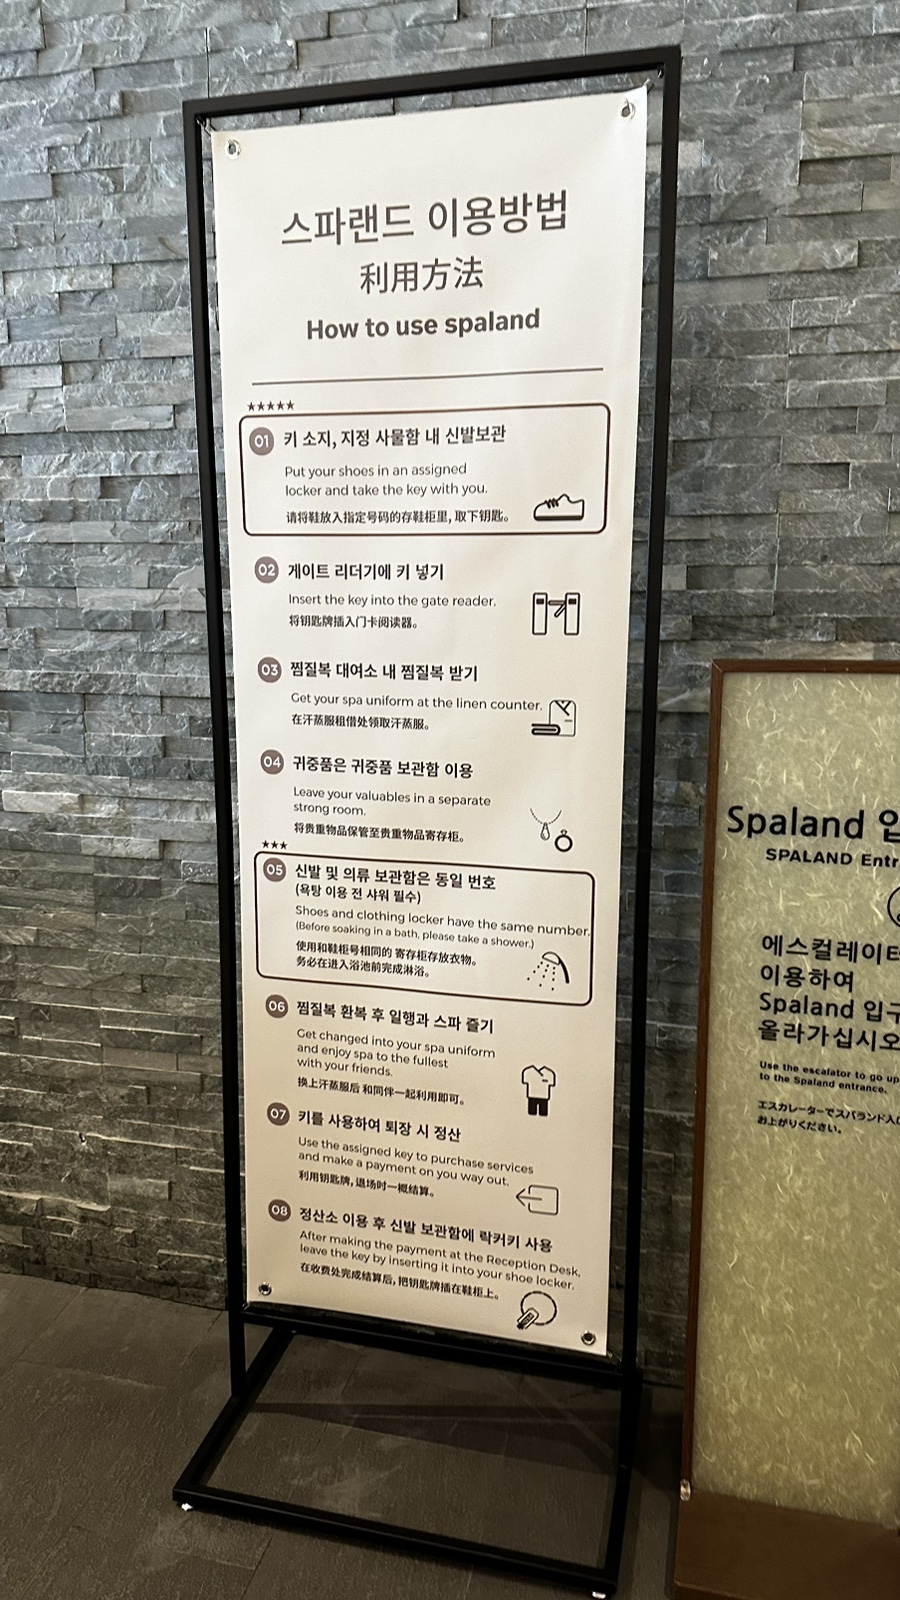 스파랜드 이용방법
利用方法
How to use spaland
★★★★★
01 키 소지, 지정 사물함 내 신발보관
Put your shoes in an assigned
locker and take the key with you.
请将鞋放入指定号码的存鞋柜里, 取下钥匙。
02 게이트 리더기에 키 넣기
Insert the key into the gate reader.
将钥匙牌插入门卡阅读器。
03 찜질복 대여소 내 찜질복 받기
Get your spa uniform at the linen counter.
在汗蒸服租借处领取汗蒸服。
04 귀중품은 귀중품 보관함 이용
Leave your valuables in a separate
strong room.
将贵重物品保管至贵重物品寄存柜。
★★★
05 신발 및 의류 보관함은 동일 번호
(욕탕 이용 전 샤워 필수)
Shoes and clothing locker have the same number.
(Before soaking in a bath, please take a shower.)
使用和鞋柜号相同的 寄存柜存放衣物。
务必在进入浴池前完成淋浴。
06 찜질복 환복 후 일행과 스파 즐기기
Get changed into your spa uniform
and enjoy spa to the fullest
with your friends.
换上汗蒸服后 和同伴一起利用即可。
07 키를 사용하여 퇴장 시 정산
Use the assigned key to purchase services
and make a payment on you way out.
利用钥匙牌, 退场时一概结算。
08 정산소 이용 후 신발 보관함에 락커키 사용
After making the payment at the Reception Desk,
leave the key by inserting it into your shoe locker.
在收费处完成结算后, 把钥匙牌插在鞋柜上。
Spaland 입
SPALAND Entr
에스컬레이터
이용하여
Spaland 입구
올라가십시오
Use the escalator to go up
to the Spaland entrance.
エスカレーターでスパランド入口
お上がりください。